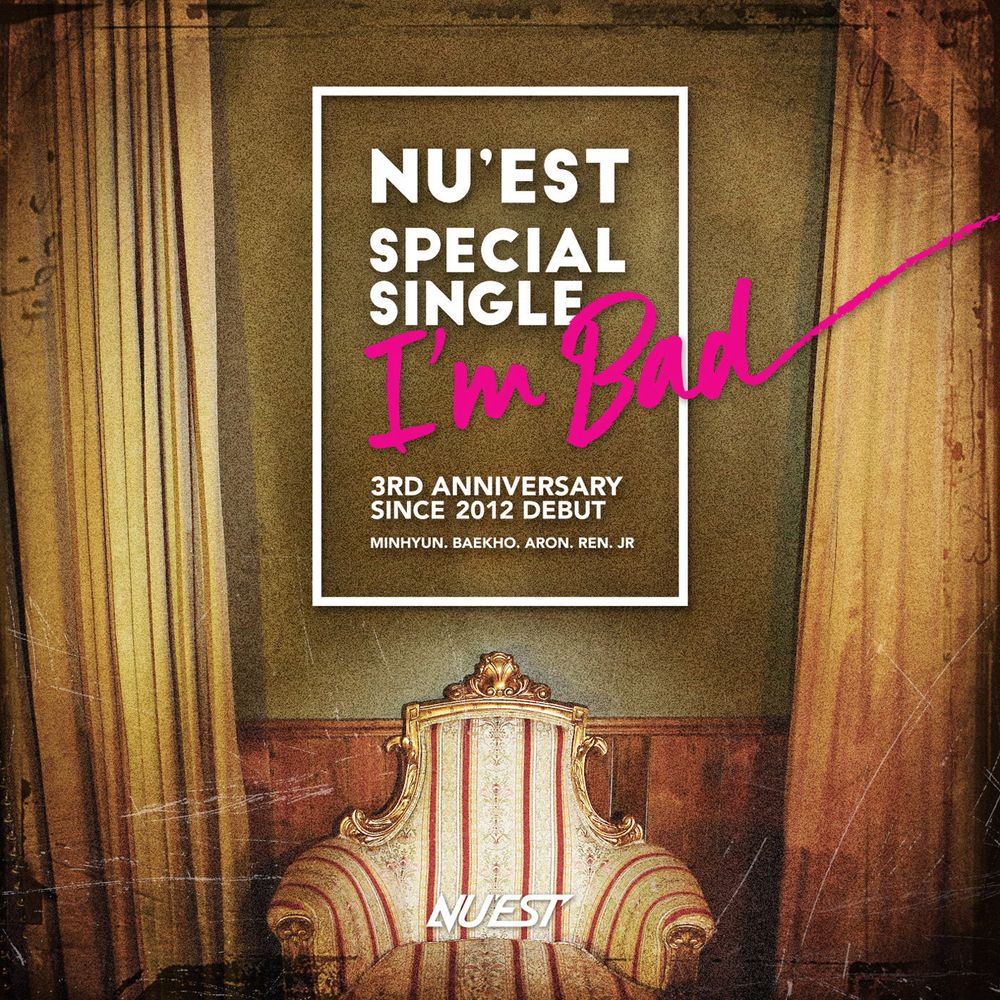 NU'EST
SPECIAL
SINGLE
I'm Bad
3RD ANNIVERSARY
SINCE 2012 DEBUT
MINHYUN. BAEKHO. ARON. REN. JR
NU'EST